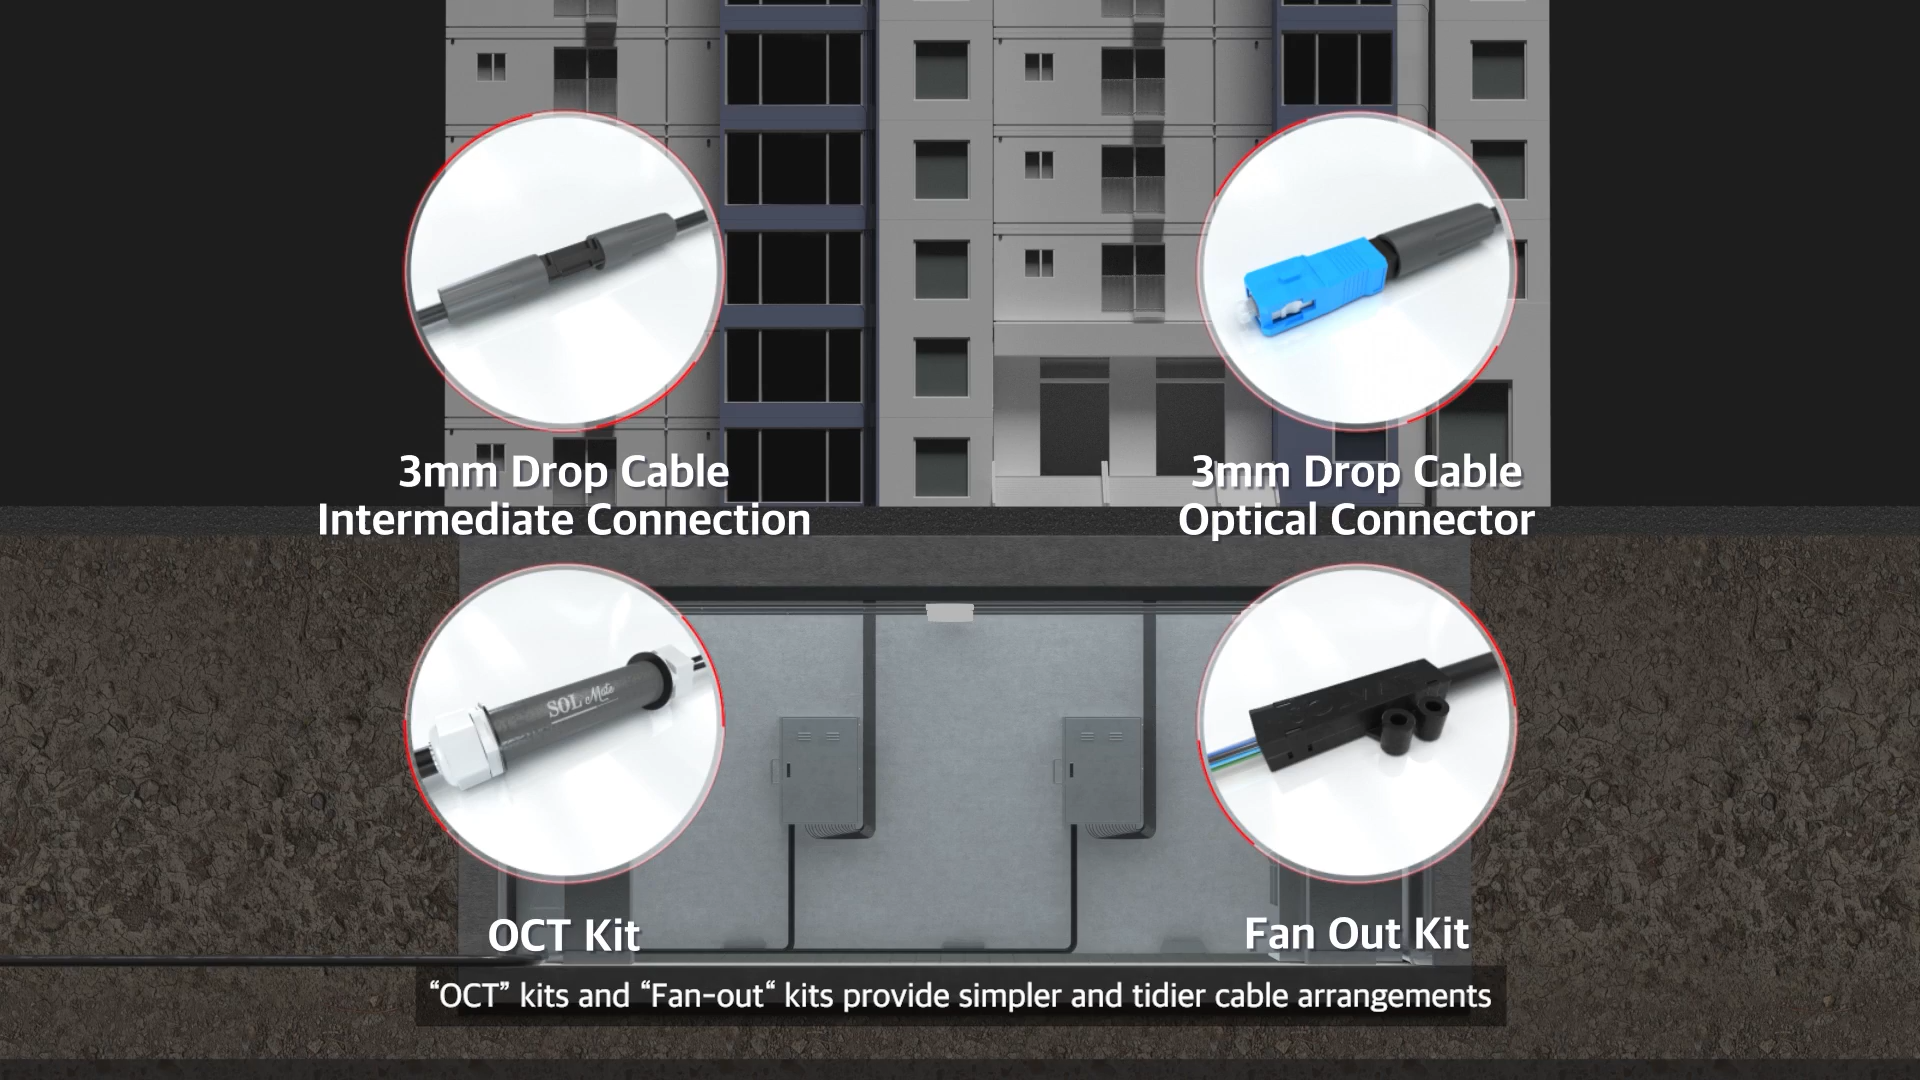 3mm Drop Cable
Intermediate Connection
3mm Drop Cable
Optical Connector
SOL Mate
OCT Kit
Fan Out Kit
“OCT” kits and “Fan-out“ kits provide simpler and tidier cable arrangements